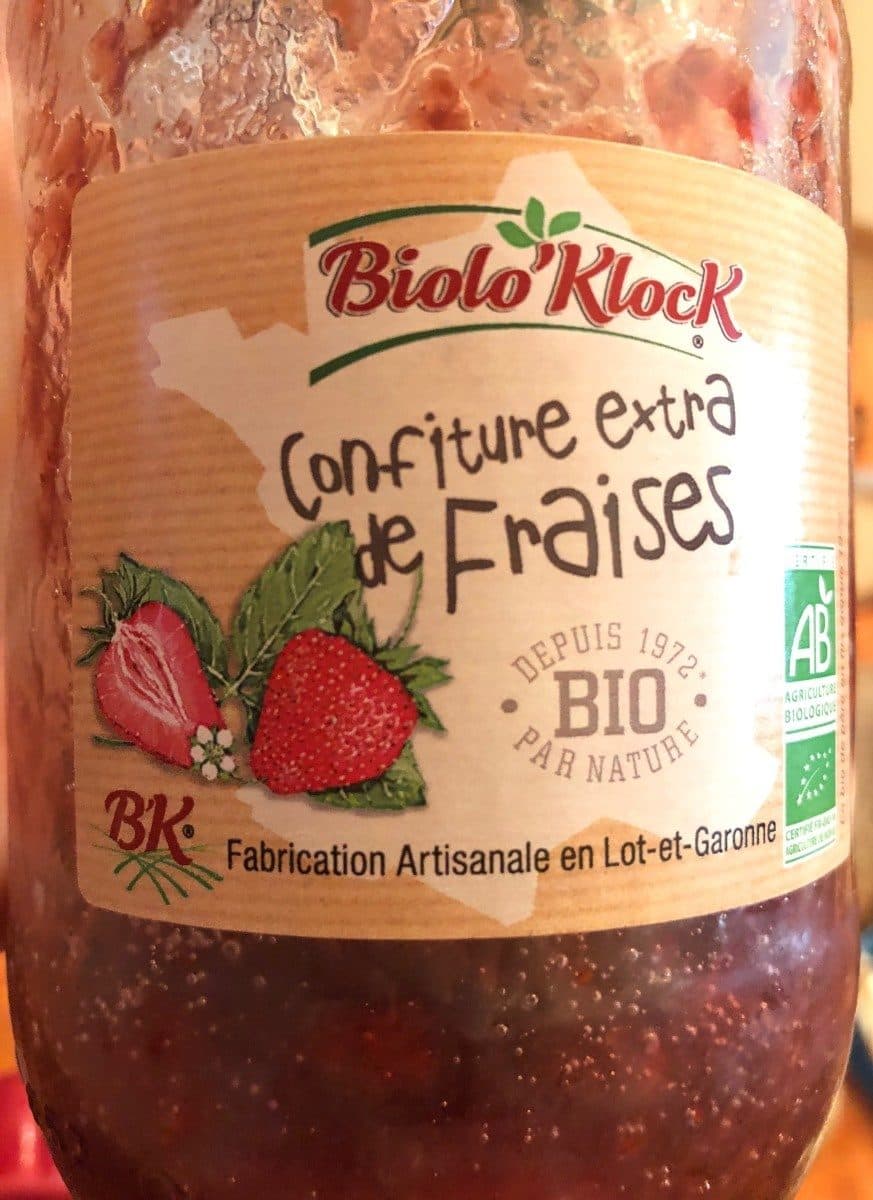 Biolo'Klock
®
Confiture extra
de Fraises
DEPUIS 1972*
BIO
PAR NATURE
AB
AGRICULTURE
BIOLOGIQUE
BK®
Fabrication Artisanale en Lot-et-Garonne